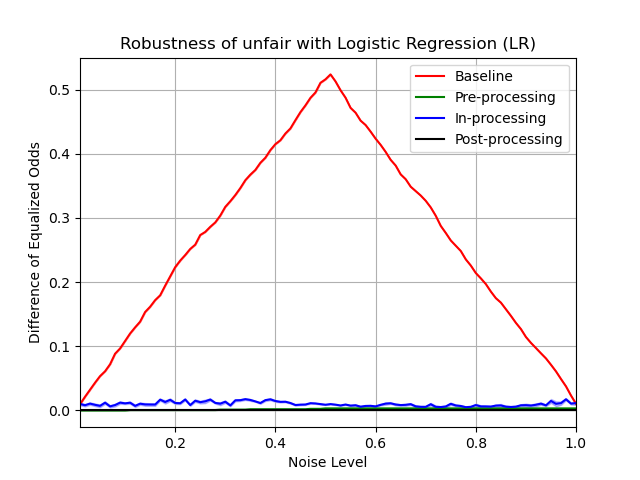 Robustness of unfair with Logistic Regression (LR)
Baseline
Pre-processing
In-processing
Post-processing
Difference of Equalized Odds
0.5
0.4
0.3
0.2
0.1
0.0
0.2 0.4 0.6 0.8 1.0
Noise Level